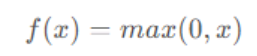 f(x) = max(0, x)